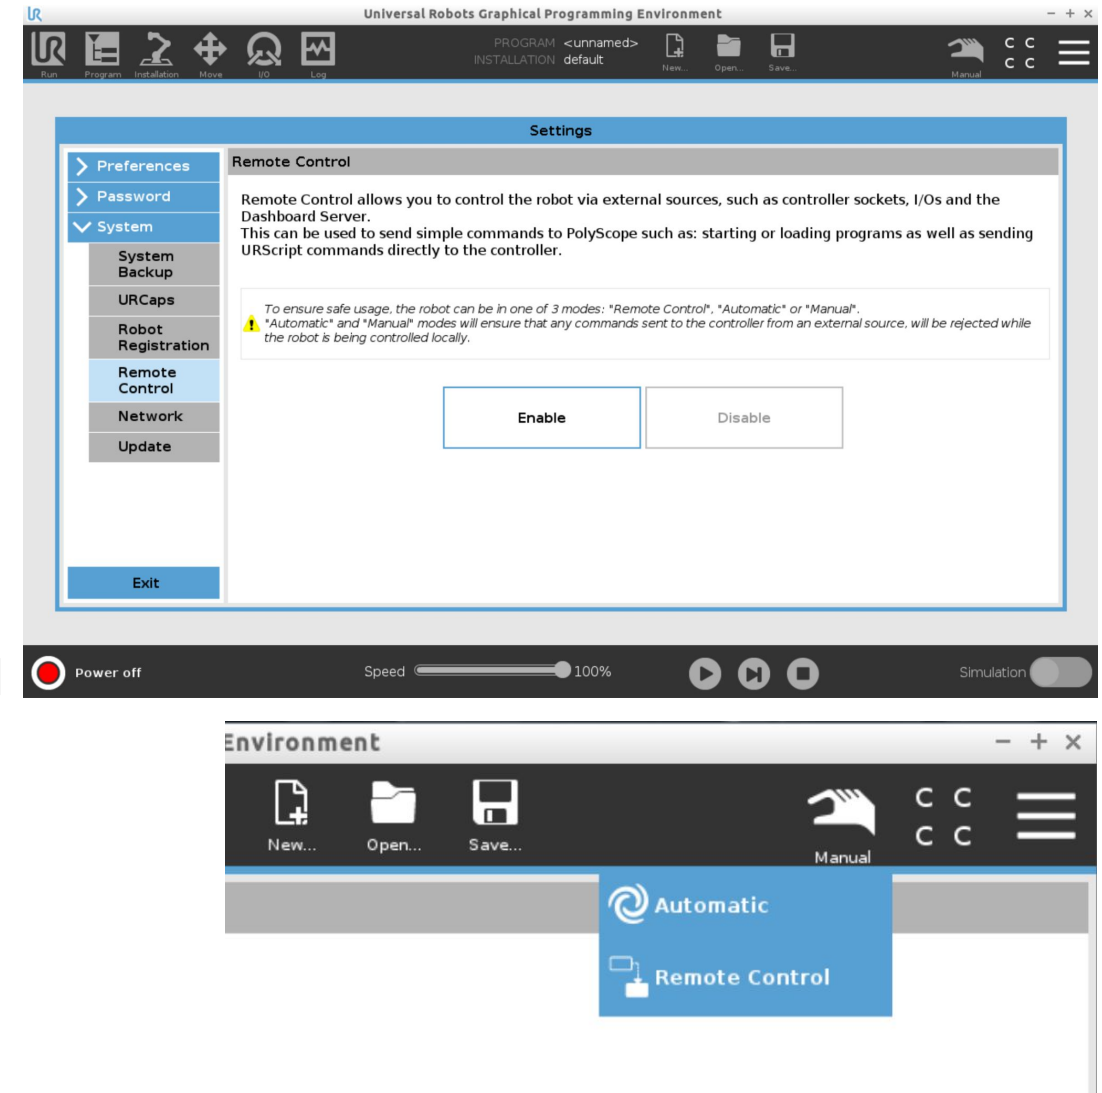 UR
Universal Robots Graphical Programming Environment
UR
PROGRAM <unnamed>
INSTALLATION default
Run
Program
Installation
Move
I/O
Log
New...
Open...
Save...
Manual
C C
C C
Settings
Preferences
Password
System
System
Backup
URCaps
Robot
Registration
Remote
Control
Network
Update
Exit
Remote Control
Remote Control allows you to control the robot via external sources, such as controller sockets, I/Os and the
Dashboard Server.
This can be used to send simple commands to PolyScope such as: starting or loading programs as well as sending
URScript commands directly to the controller.
To ensure safe usage, the robot can be in one of 3 modes: "Remote Control", "Automatic" or "Manual".
"Automatic" and "Manual" modes will ensure that any commands sent to the controller from an external source, will be rejected while
the robot is being controlled locally.
Enable
Disable
Power off
Speed
100%
Simulation
Environment
New...
Open...
Save...
Manual
C C
C C
Automatic
Remote Control